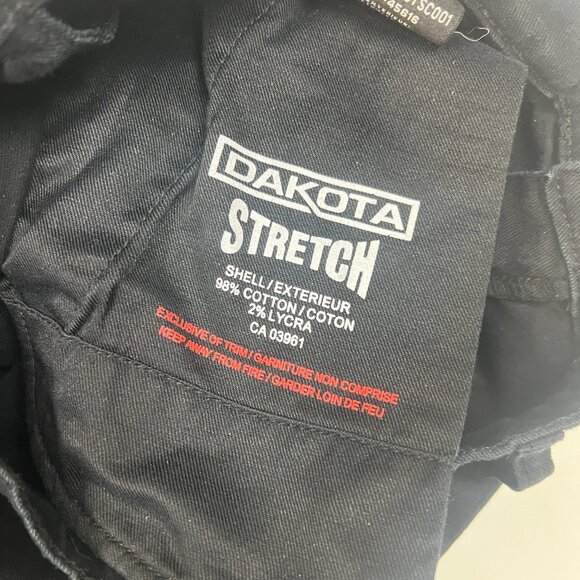 DAKOTA
STRETCH
SHELL/EXTERIEUR
98% COTTON/COTON
2% LYCRA
CA 03961
EXCLUSIVE OF TRIM/GARNITURE NON COMPRISE
KEEP AWAY FROM FIRE/GARDER LOIN DE FEU